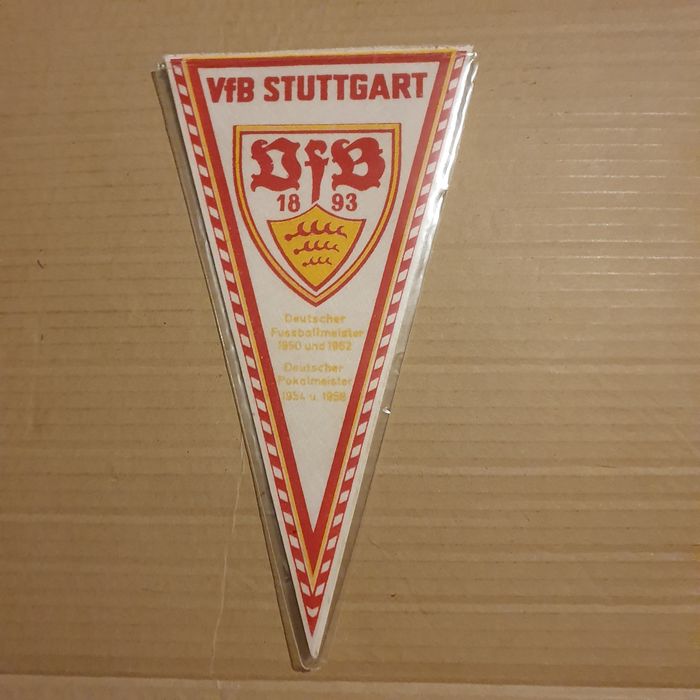 VfB STUTTGART
VfB
18 93
Deutscher
Fussballmeister
1950 und 1952
Deutscher
Pokalmeister
1954 u. 1958